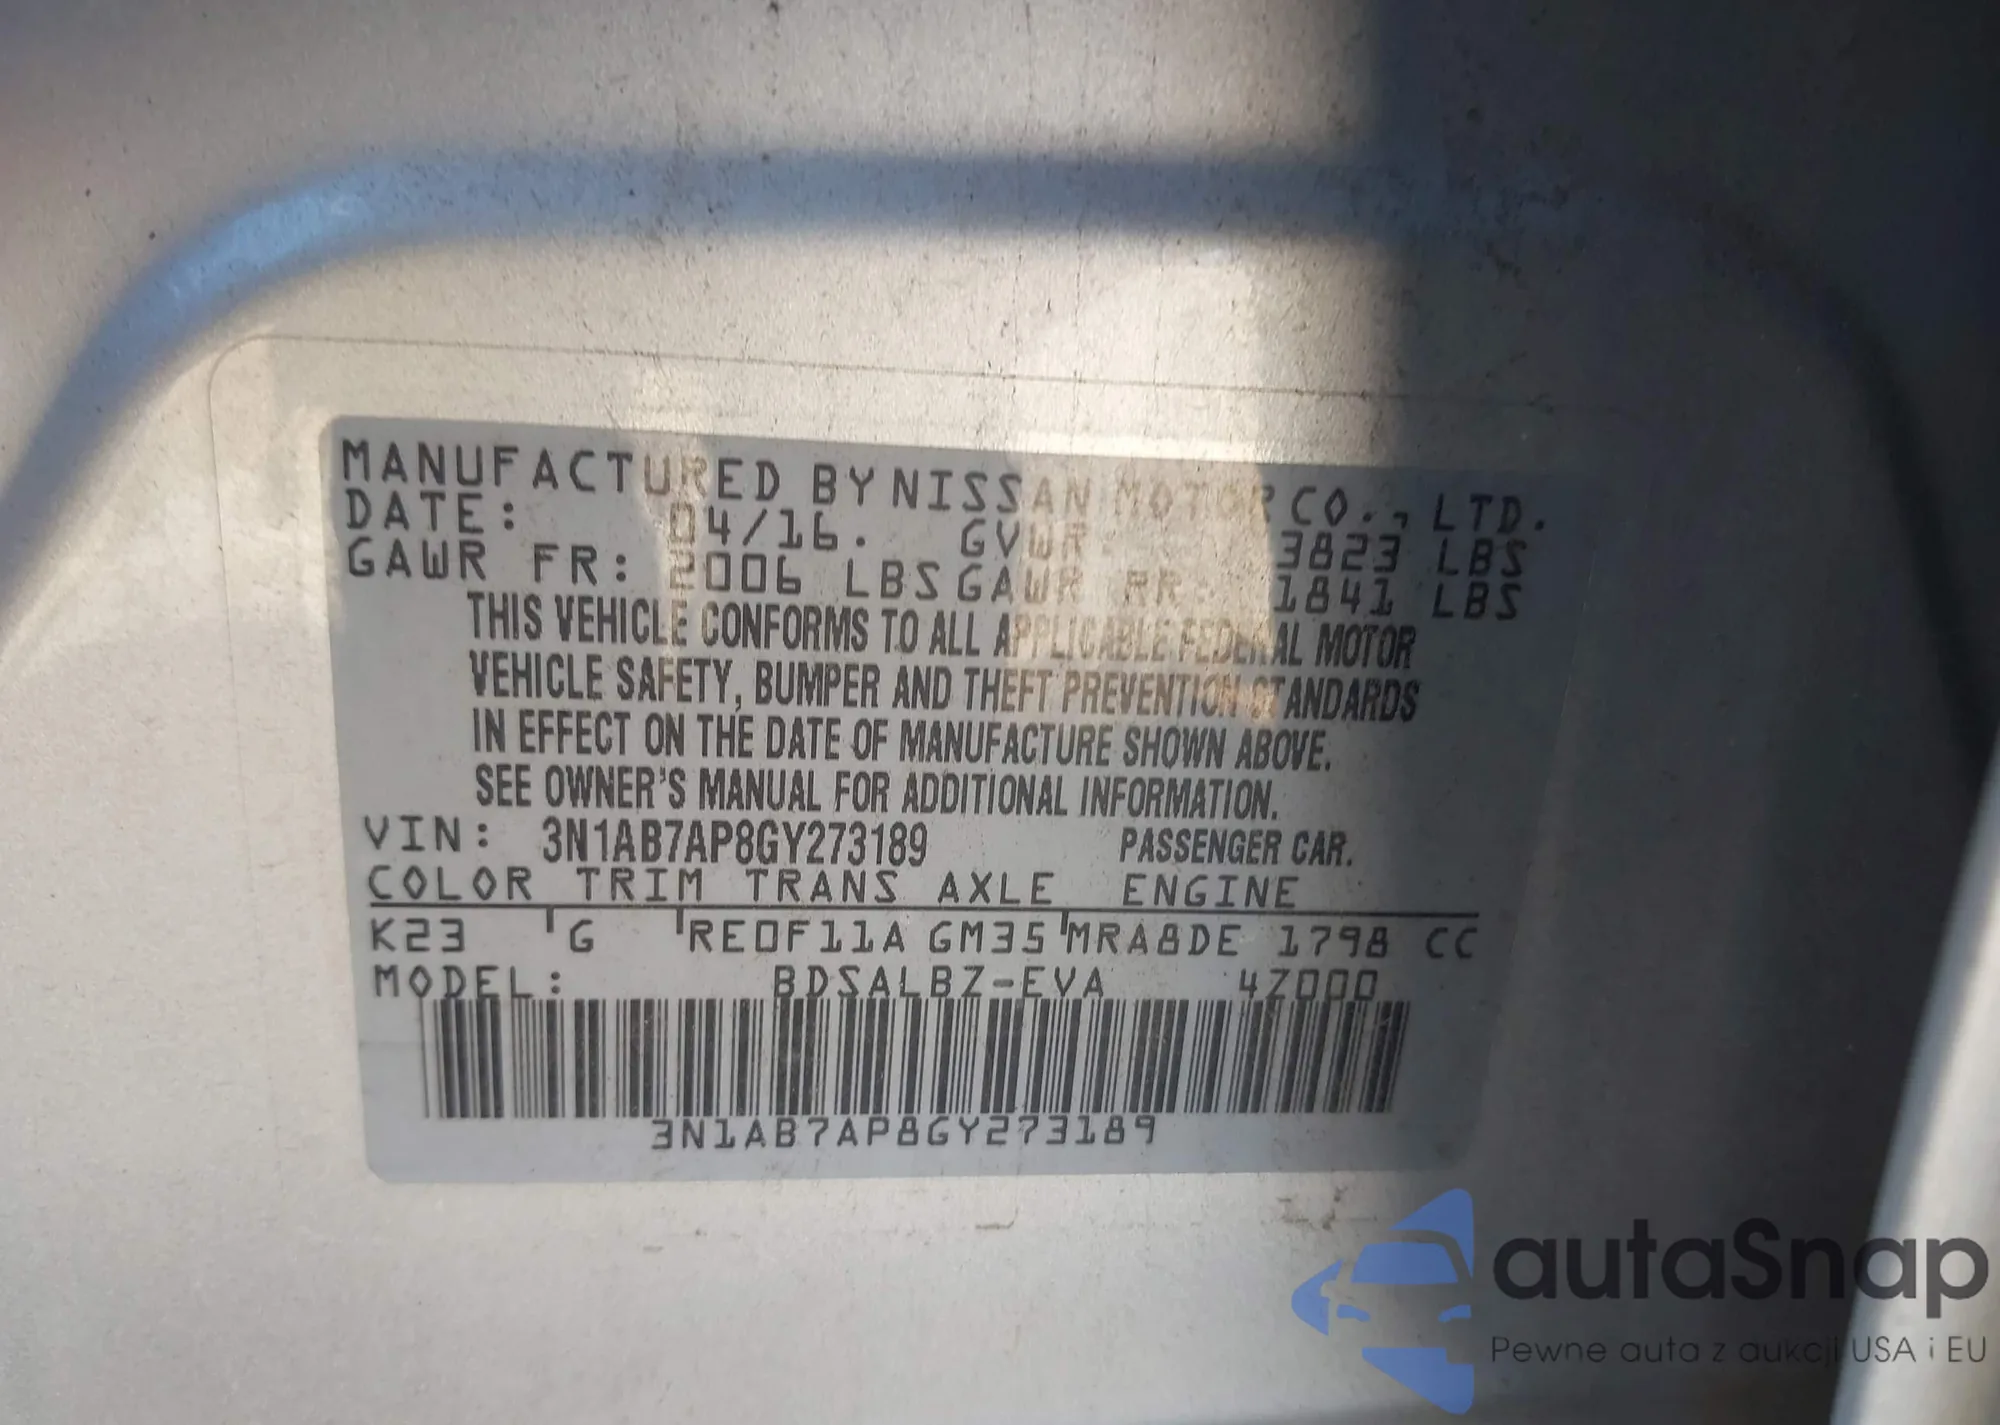 MANUFACTURED BY NISSAN MOTOR CO., LTD.
DATE: 04/16. GVWR: 3823 LBS
GAWR FR: 2006 LBS GAWR RR: 1841 LBS
THIS VEHICLE CONFORMS TO ALL APPLICABLE FEDERAL MOTOR
VEHICLE SAFETY, BUMPER AND THEFT PREVENTION STANDARDS
IN EFFECT ON THE DATE OF MANUFACTURE SHOWN ABOVE.
SEE OWNER'S MANUAL FOR ADDITIONAL INFORMATION.
VIN: 3N1AB7AP8GY273189 PASSENGER CAR.
COLOR TRIM TRANS AXLE ENGINE
K23 G RE0F11A GM35 MRA8DE 1798 CC
MODEL: BDSALBZ-EVA 4Z000
3N1AB7AP8GY273189
autaSnap
Pewne auta z aukcji USA i EU